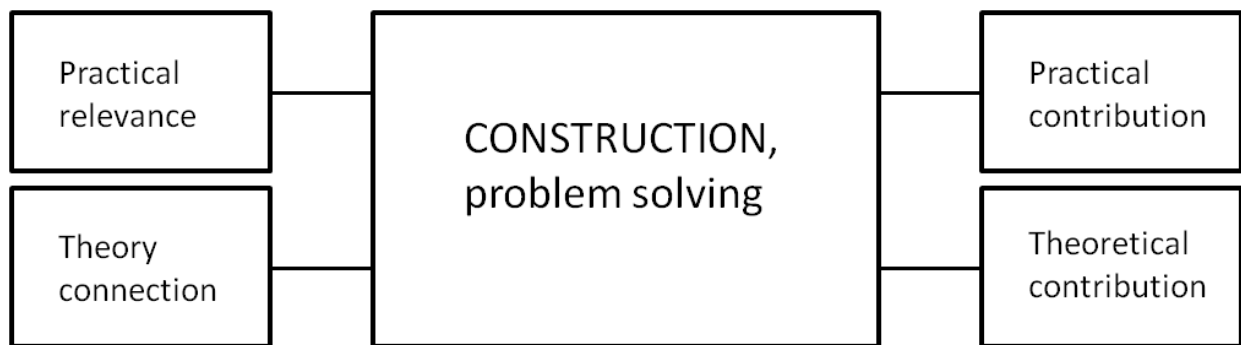 Practical
relevance
Theory
connection
CONSTRUCTION,
problem solving
Practical
contribution
Theoretical
contribution